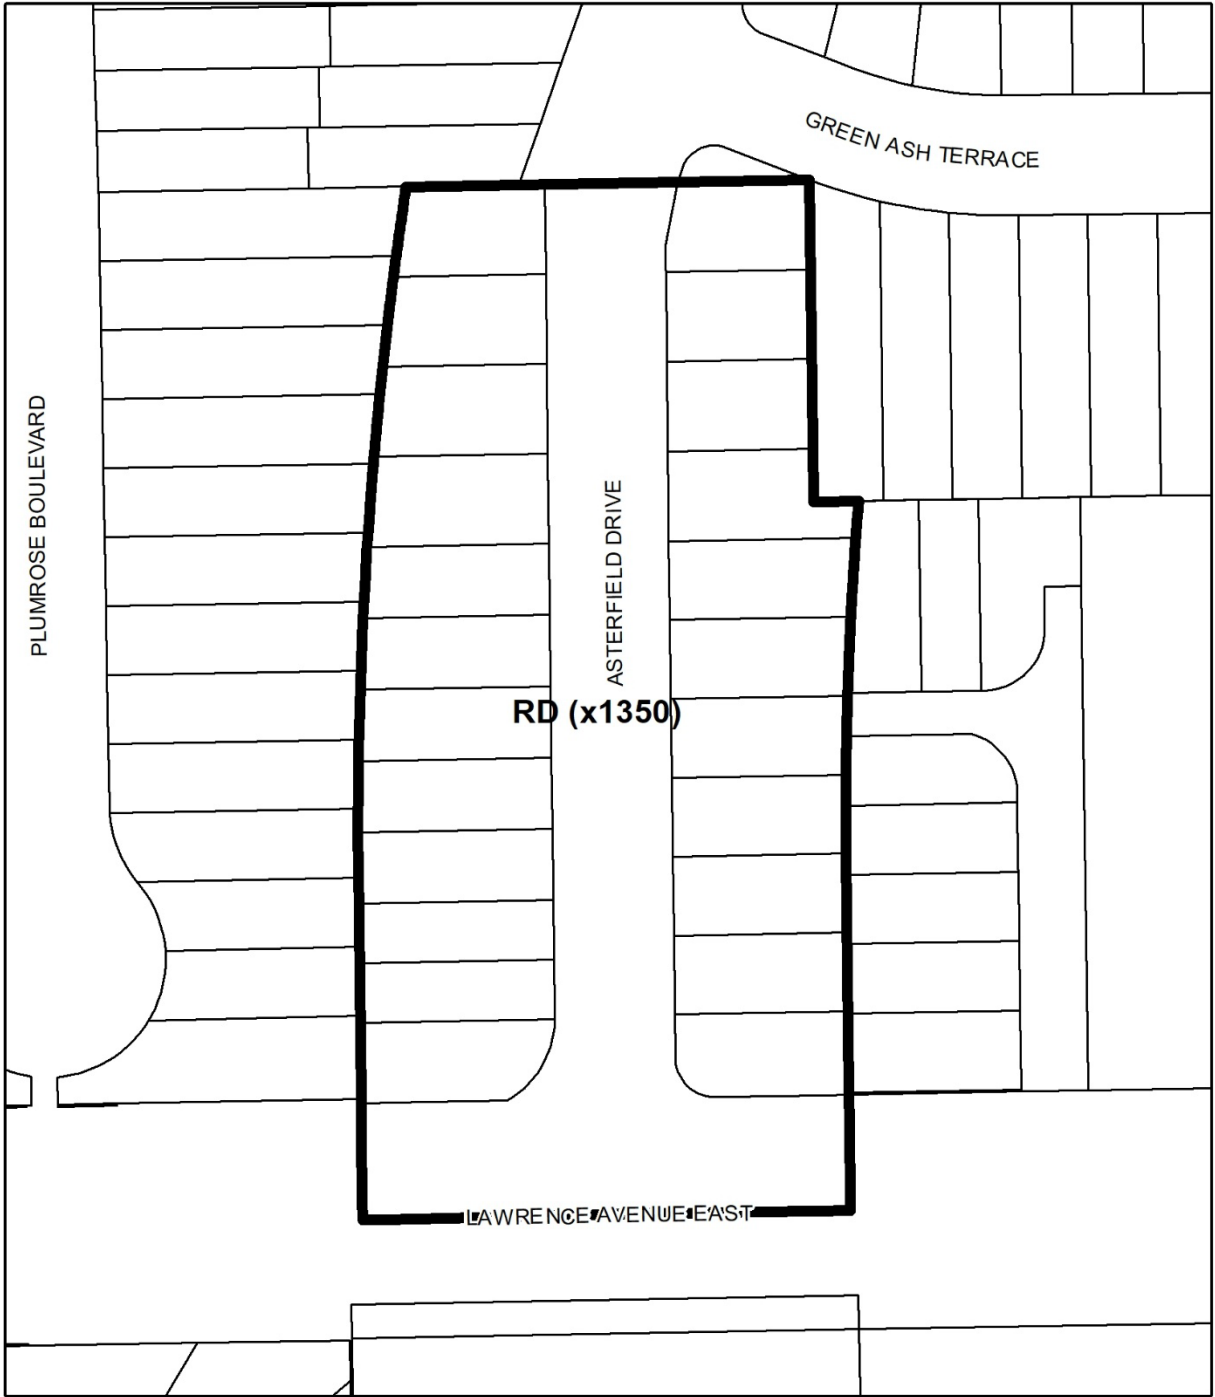 GREEN ASH TERRACE
PLUMROSE BOULEVARD
ASTERFIELD DRIVE
RD (x1350)
LAWRENCE AVENUE EAST